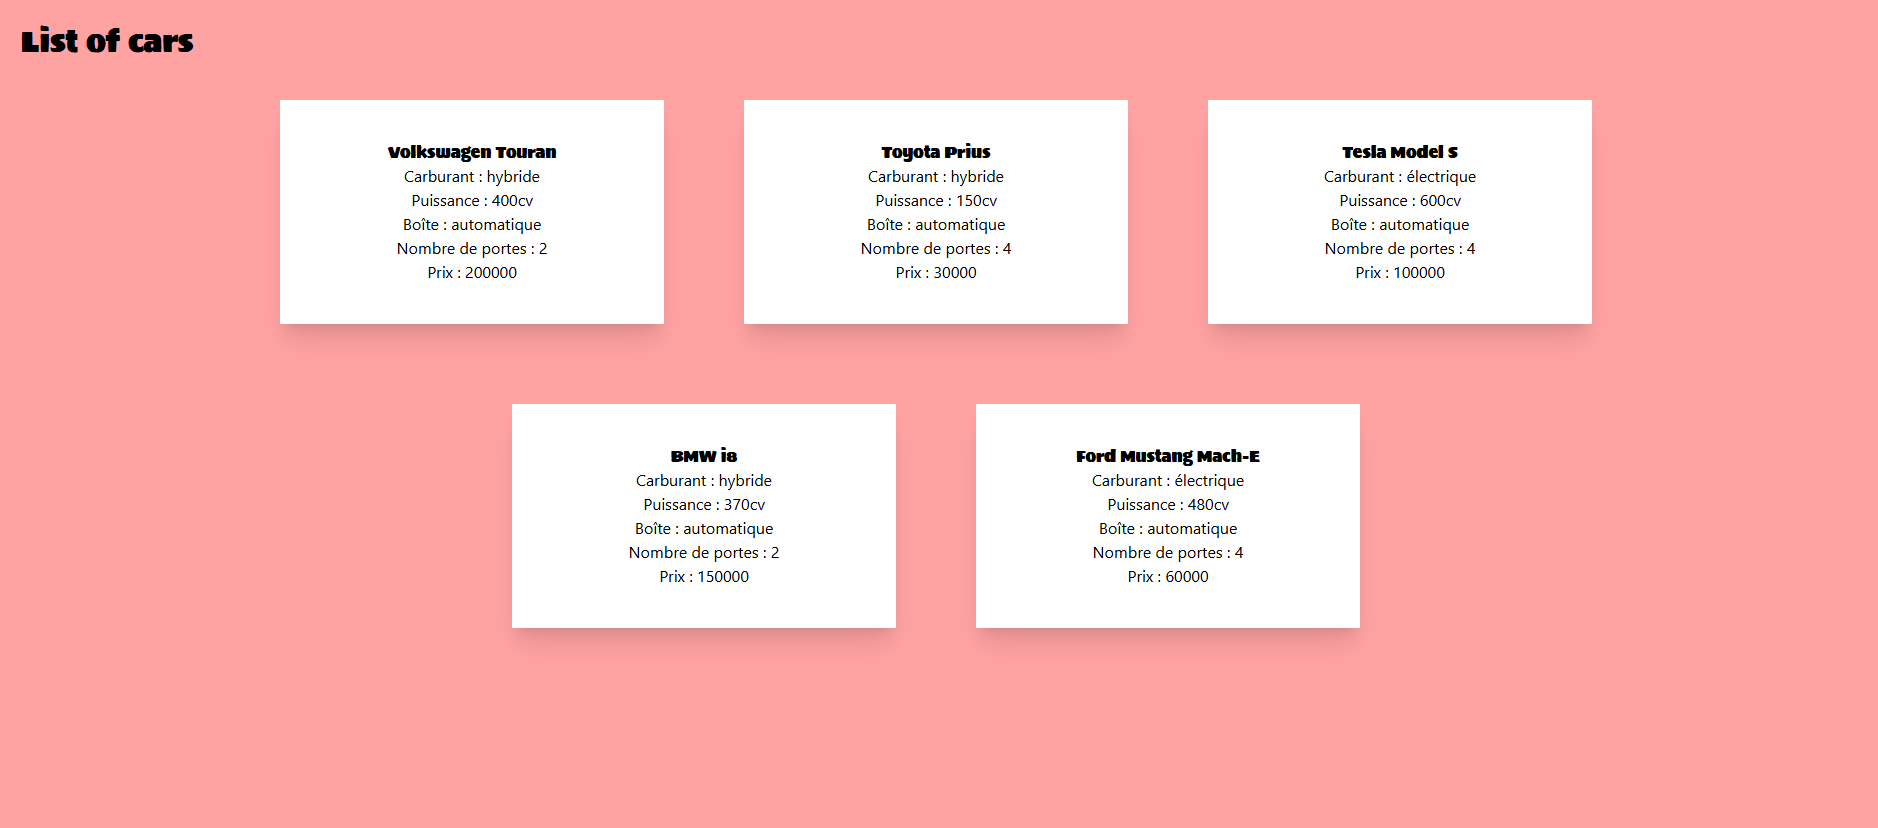 List of cars
Volkswagen Touran
Carburant : hybride
Puissance : 400cv
Boîte : automatique
Nombre de portes : 2
Prix : 200000
Toyota Prius
Carburant : hybride
Puissance : 150cv
Boîte : automatique
Nombre de portes : 4
Prix : 30000
Tesla Model S
Carburant : électrique
Puissance : 600cv
Boîte : automatique
Nombre de portes : 4
Prix : 100000
BMW i8
Carburant : hybride
Puissance : 370cv
Boîte : automatique
Nombre de portes : 2
Prix : 150000
Ford Mustang Mach-E
Carburant : électrique
Puissance : 480cv
Boîte : automatique
Nombre de portes : 4
Prix : 60000